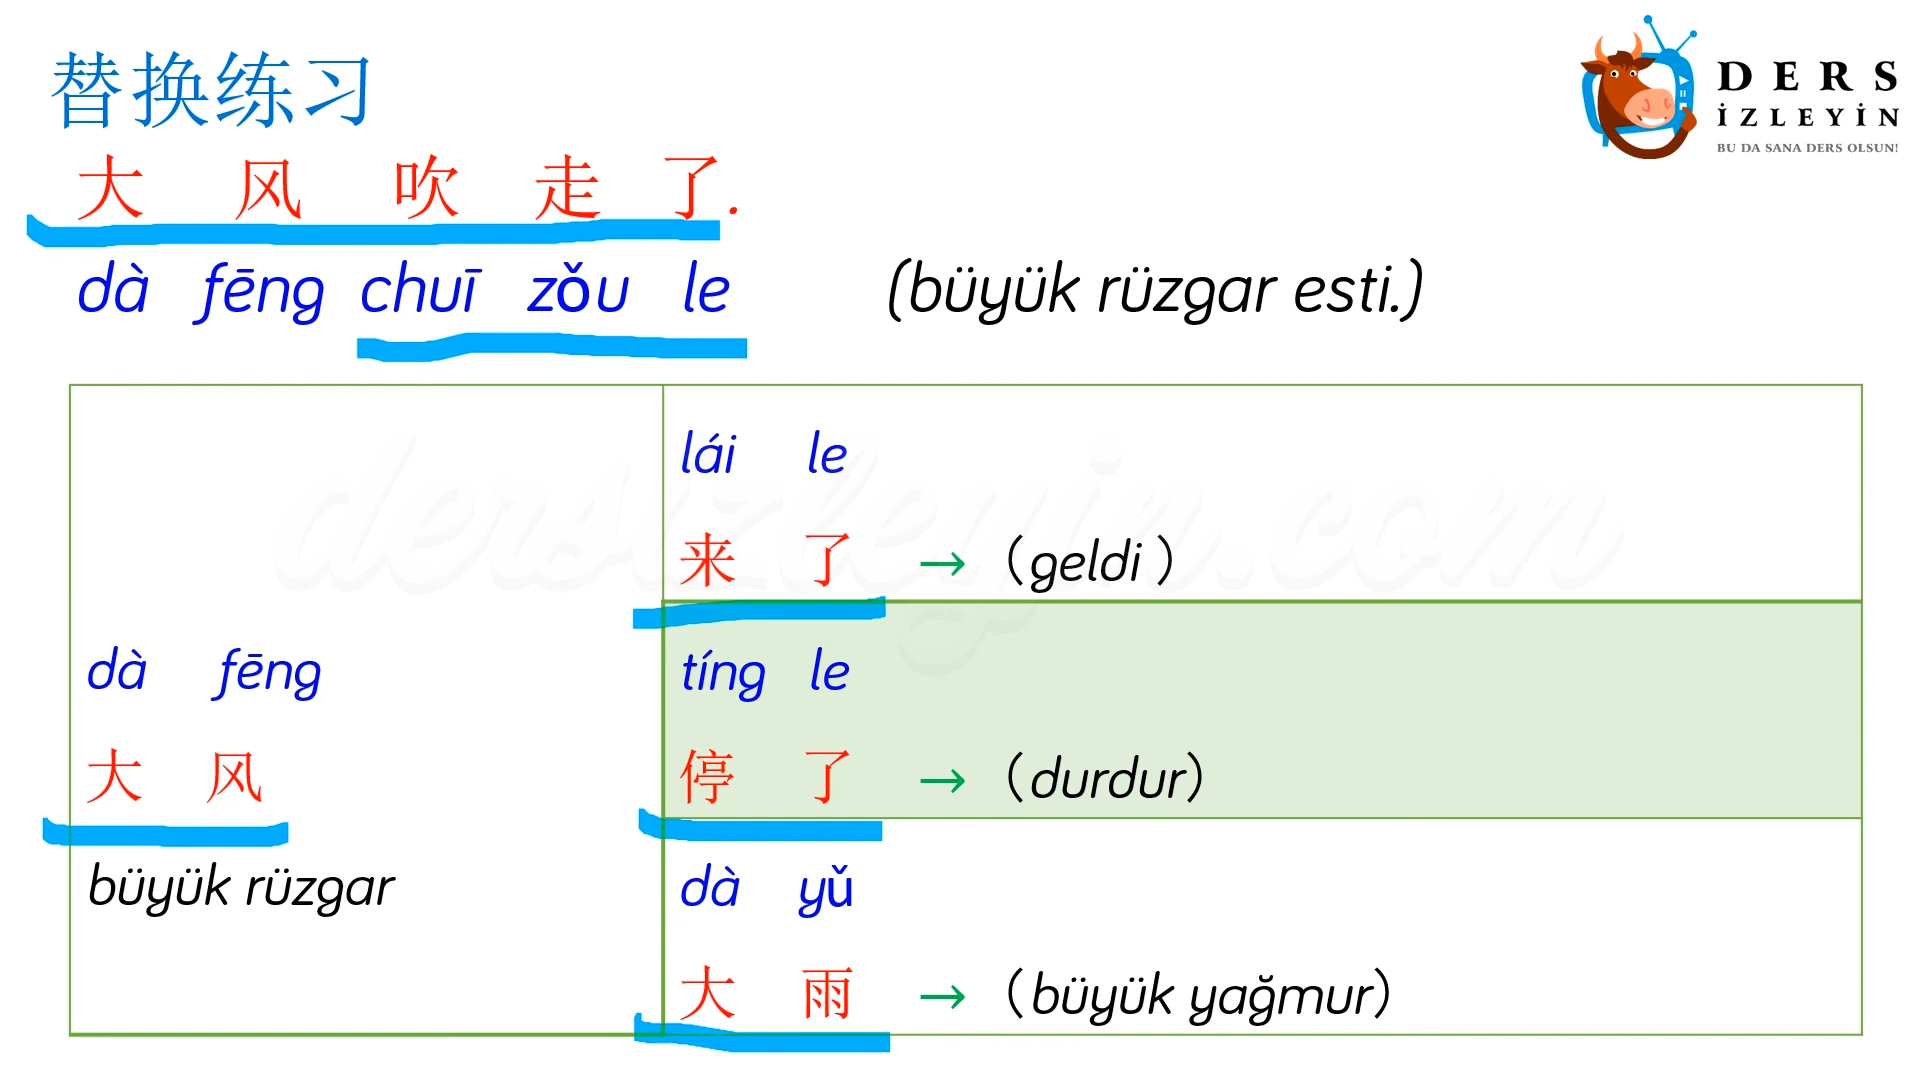 替换练习
DERS
İZLEYİN
BU DA SANA DERS OLSUN!
大 风 吹 走 了.
dà fēng chuī zǒu le (büyük rüzgar esti.)
dersizleyin.com
lái le
来 了 → (geldi )
dà fēng
大 风
büyük rüzgar
tíng le
停 了 → (durdur)
dà yǔ
大 雨 → (büyük yağmur)